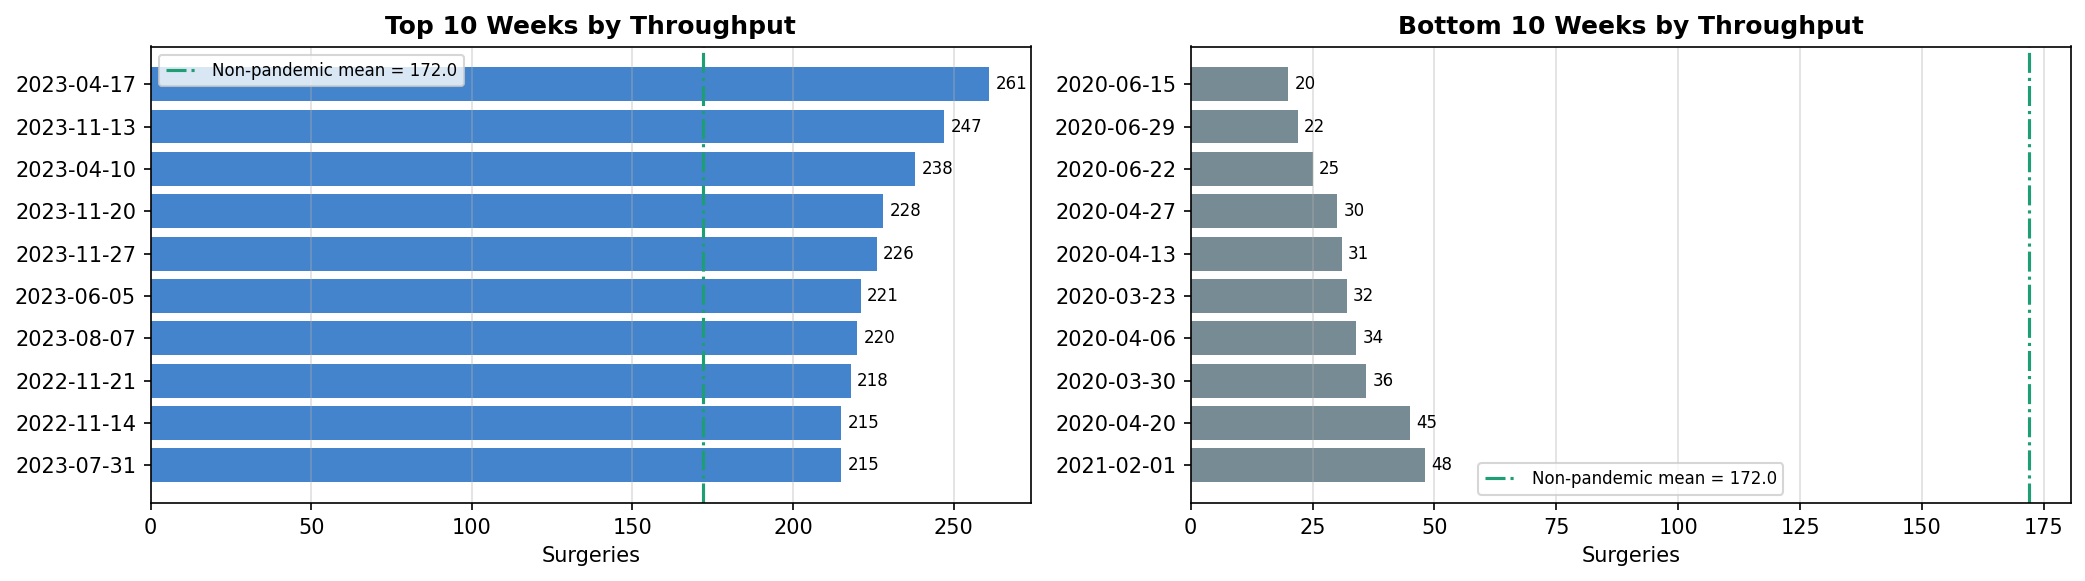 Top 10 Weeks by Throughput
Non-pandemic mean = 172.0
2023-04-17 261
2023-11-13 247
2023-04-10 238
2023-11-20 228
2023-11-27 226
2023-06-05 221
2023-08-07 220
2022-11-21 218
2022-11-14 215
2023-07-31 215
0 50 100 150 200 250
Surgeries
Bottom 10 Weeks by Throughput
2020-06-15 20
2020-06-29 22
2020-06-22 25
2020-04-27 30
2020-04-13 31
2020-03-23 32
2020-04-06 34
2020-03-30 36
2020-04-20 45
2021-02-01 48
Non-pandemic mean = 172.0
0 25 50 75 100 125 150 175
Surgeries